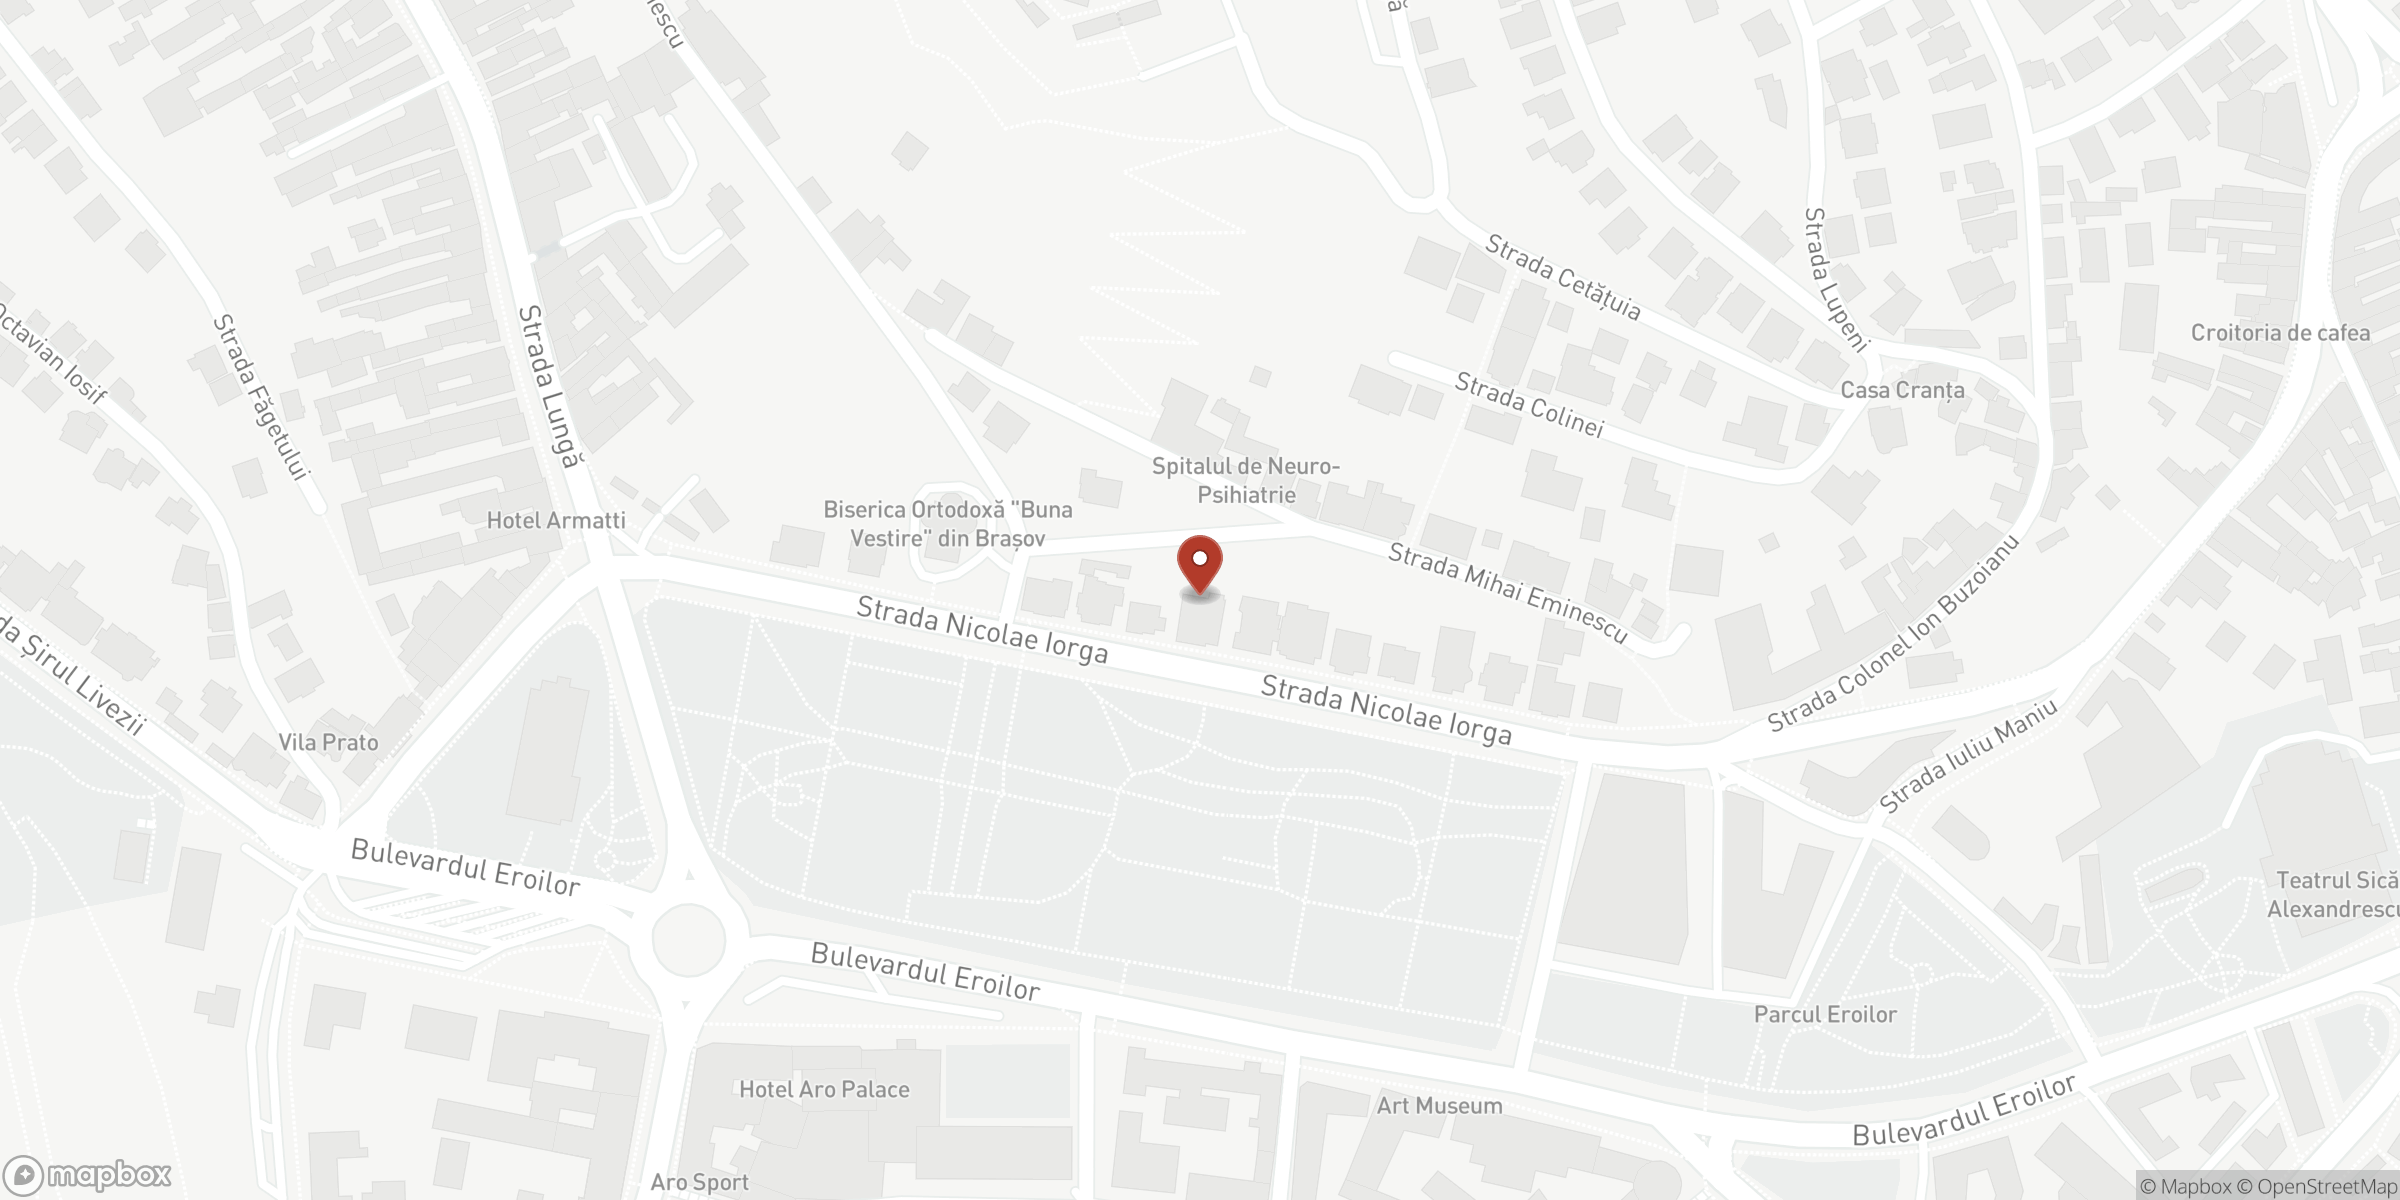 Strada Cetățuia
Strada Lupeni
Croitoria de cafea
Octavian Iosif
Strada Făgetului
Strada Lungă
Casa Cranța
Strada Colinei
Spitalul de Neuro-
Psihiatrie
Biserica Ortodoxă "Buna
Vestire" din Brașov
Hotel Armatti
Strada Mihai Eminescu
Strada Colonel Ion Buzoianu
Strada Nicolae Iorga
Strada Nicolae Iorga
Șirul Livezii
Vila Prato
Strada Iuliu Maniu
Bulevardul Eroilor
Teatrul Sică
Alexandrescu
Bulevardul Eroilor
Parcul Eroilor
Hotel Aro Palace
Art Museum
Bulevardul Eroilor
Aro Sport
mapbox
© Mapbox © OpenStreetMap